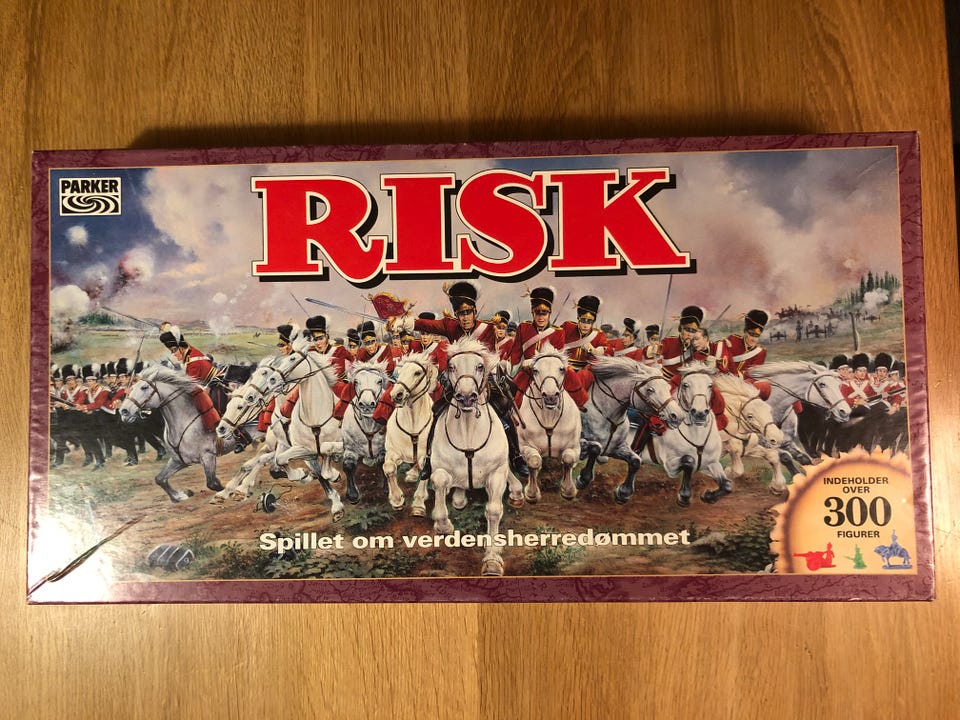 PARKER
RISK
Spillet om verdensherredømmet
INDEHOLDER
OVER
300
FIGURER